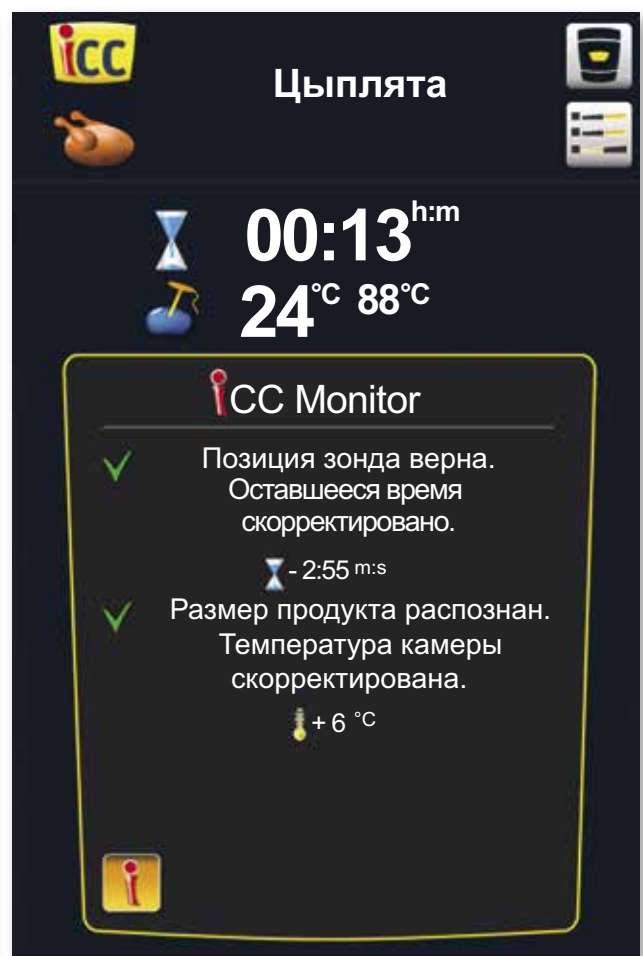 iCC
Цыплята
00:13 h:m
24 °C 88 °C
iCC Monitor
Позиция зонда верна.
Оставшееся время
скорректировано.
- 2:55 m:s
Размер продукта распознан.
Температура камеры
скорректирована.
+ 6 °C
i